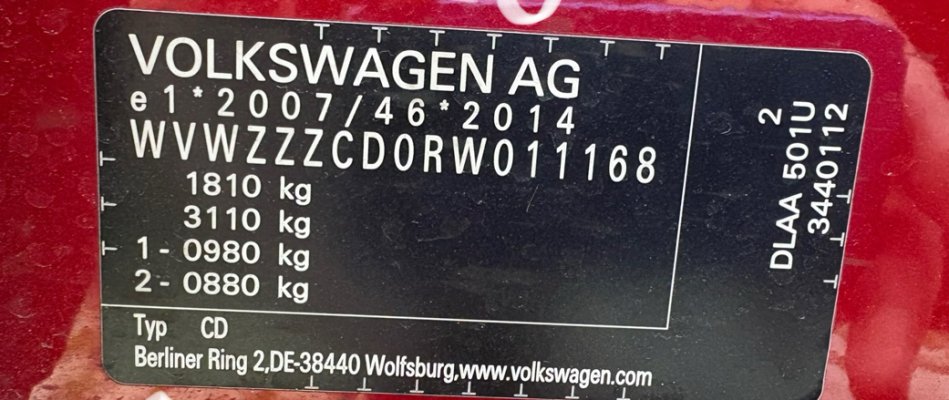 VOLKSWAGEN AG
e1*2007/46*2014
WVWZZZCD0RW011168
1810 kg
3110 kg
1- 0980 kg
2- 0880 kg
Typ CD
Berliner Ring 2,DE-38440 Wolfsburg,www.volkswagen.com
2
DLAA 501U
3440112